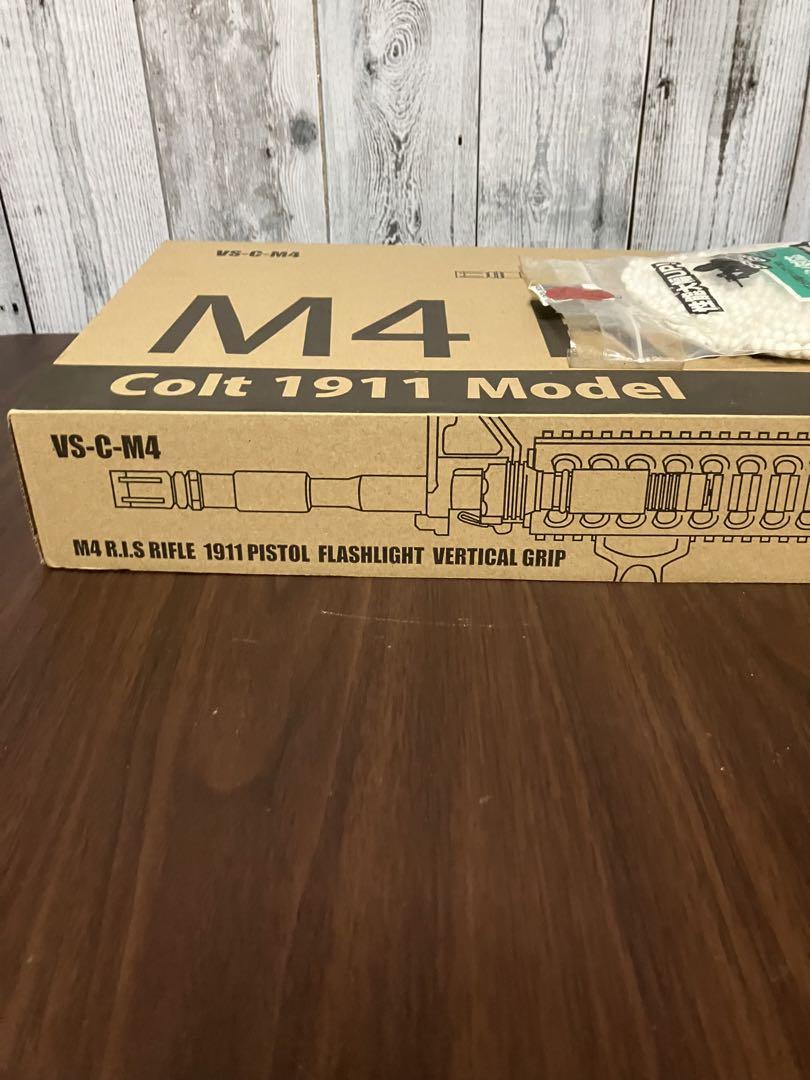 VS-C-M4
M4
Colt 1911 Model
VS-C-M4
M4 R.I.S RIFLE 1911 PISTOL FLASHLIGHT VERTICAL GRIP